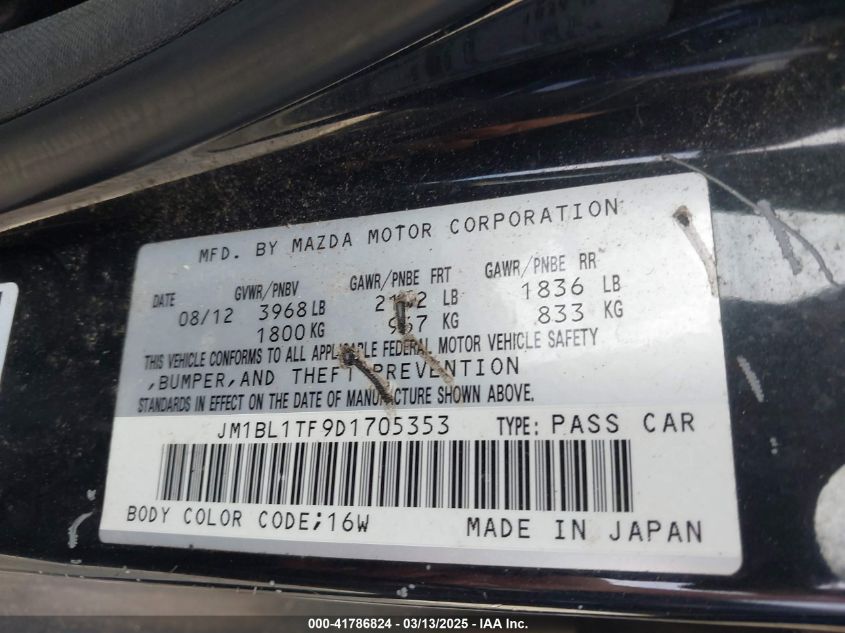 MFD. BY MAZDA MOTOR CORPORATION
DATE GVWR/PNBV GAWR/PNBE FRT GAWR/PNBE RR
08/12 3968 LB LB 1836 LB
1800 KG KG 833 KG
THIS VEHICLE CONFORMS TO ALL APPLICABLE FEDERAL MOTOR VEHICLE SAFETY
,BUMPER,AND THEFT PREVENTION
STANDARDS IN EFFECT ON THE DATE OF MANUFACTURE SHOWN ABOVE.
JM1BL1TF9D1705353 TYPE: PASS CAR
BODY COLOR CODE;16W MADE IN JAPAN
000-41786824 - 03/13/2025 - IAA Inc.